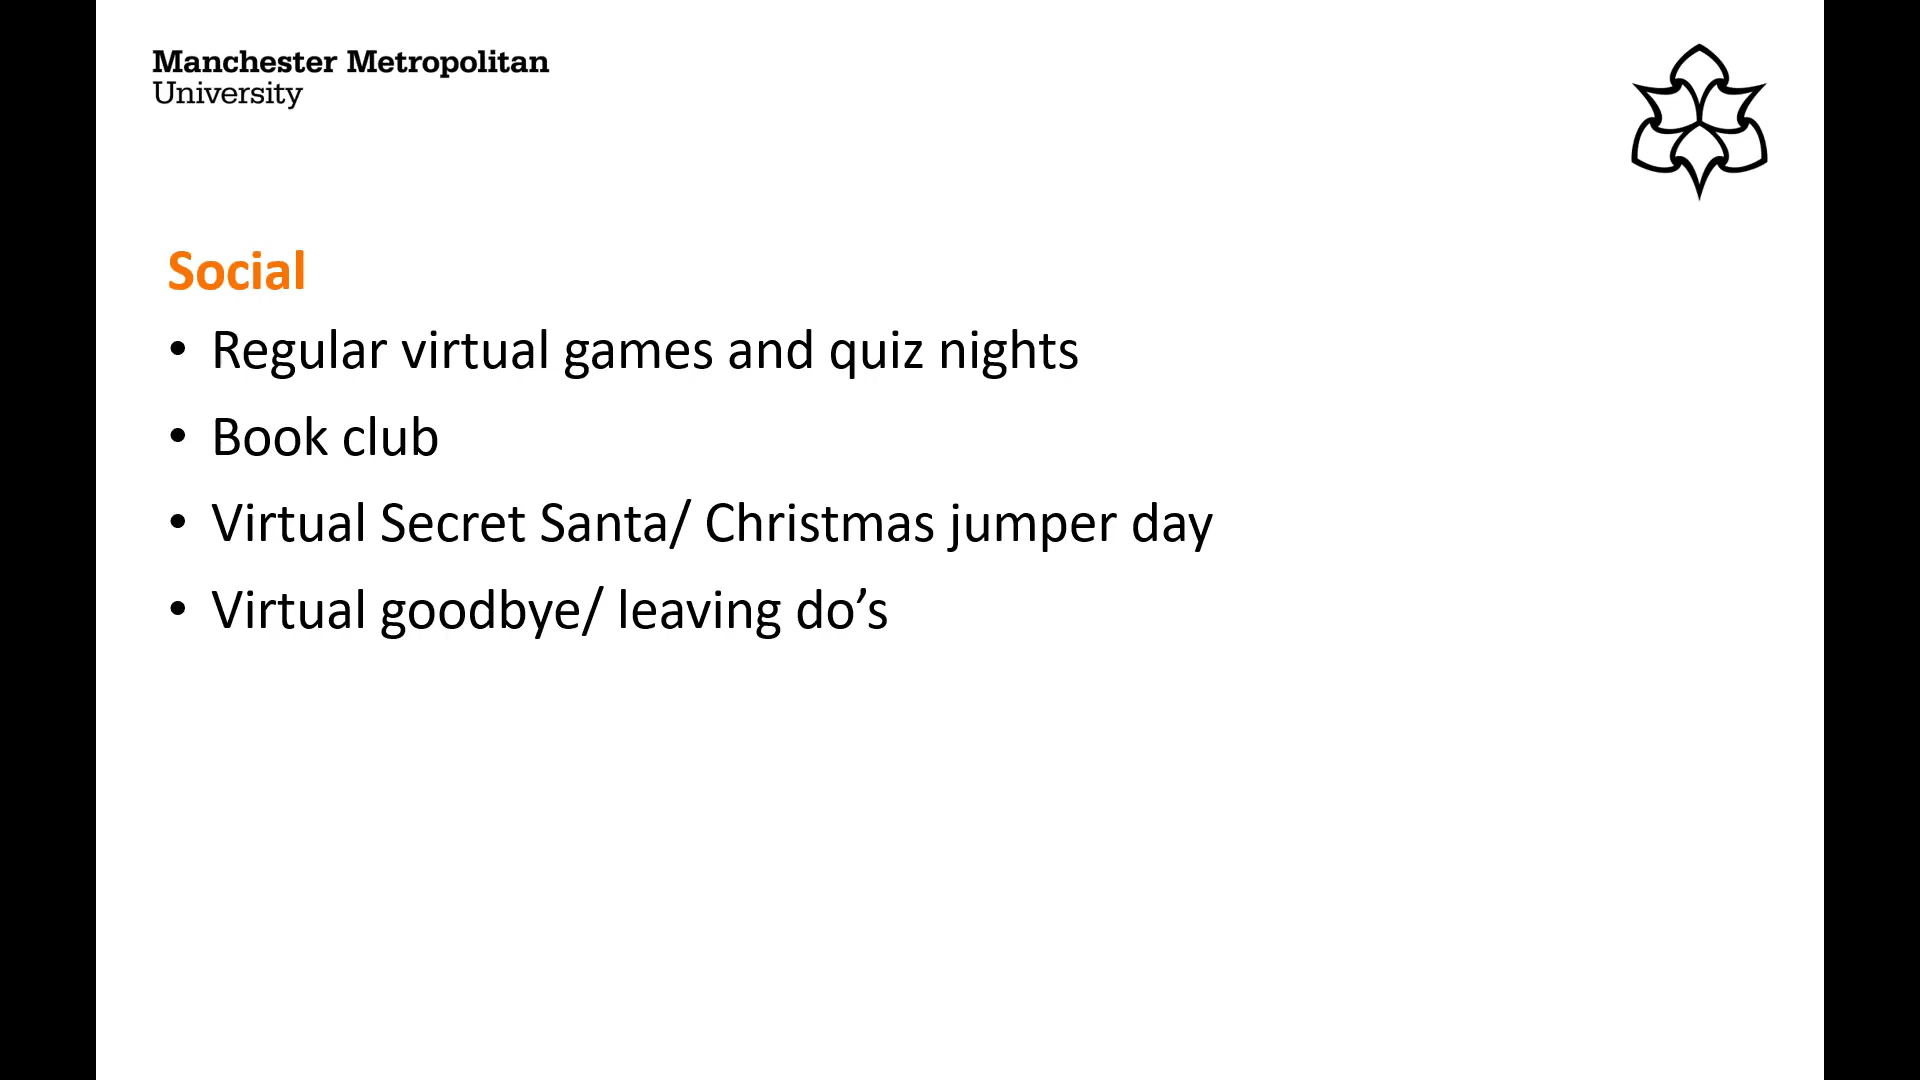 Manchester Metropolitan
University
Social
• Regular virtual games and quiz nights
• Book club
• Virtual Secret Santa/ Christmas jumper day
• Virtual goodbye/ leaving do’s